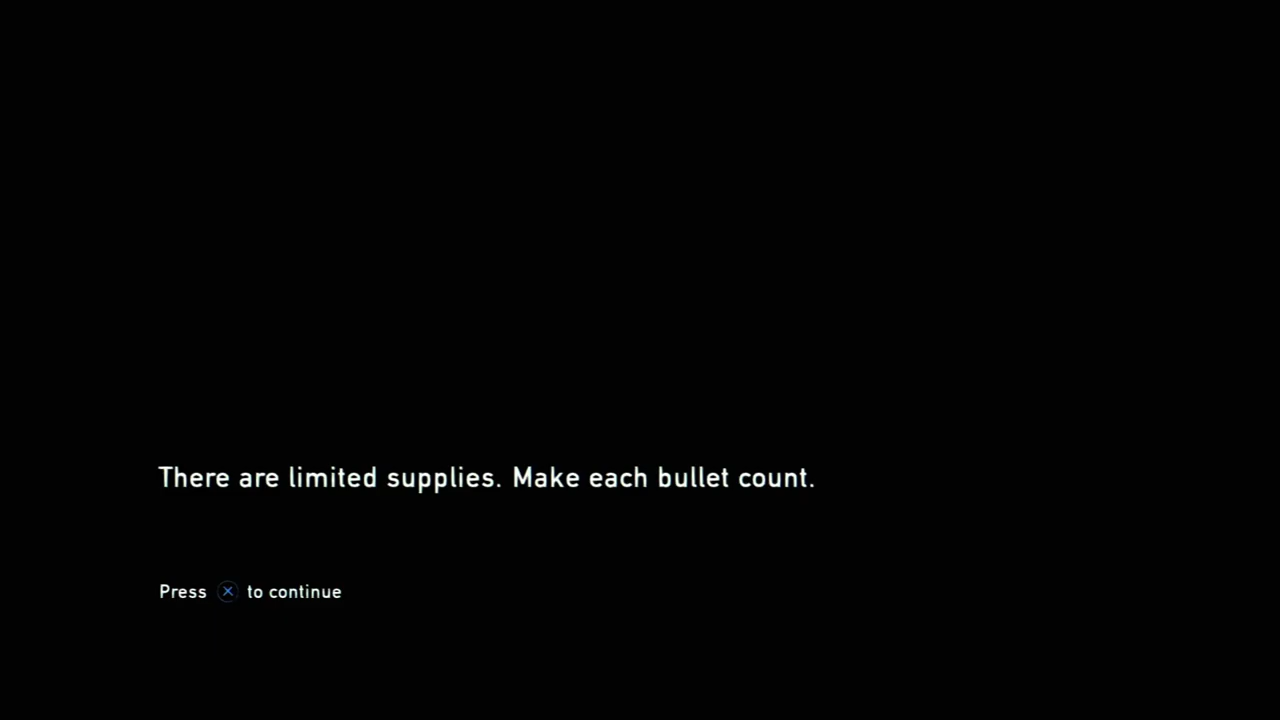 There are limited supplies. Make each bullet count.
Press ⓧ to continue